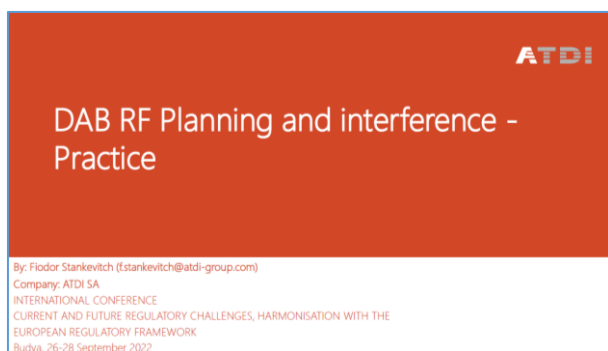 ATDI
DAB RF Planning and interference -
Practice
By: Fiodor Stankevitch (f.stankevitch@atdi-group.com)
Company: ATDI SA
INTERNATIONAL CONFERENCE
CURRENT AND FUTURE REGULATORY CHALLENGES, HARMONISATION WITH THE
EUROPEAN REGULATORY FRAMEWORK
Budva, 26-28 September 2022